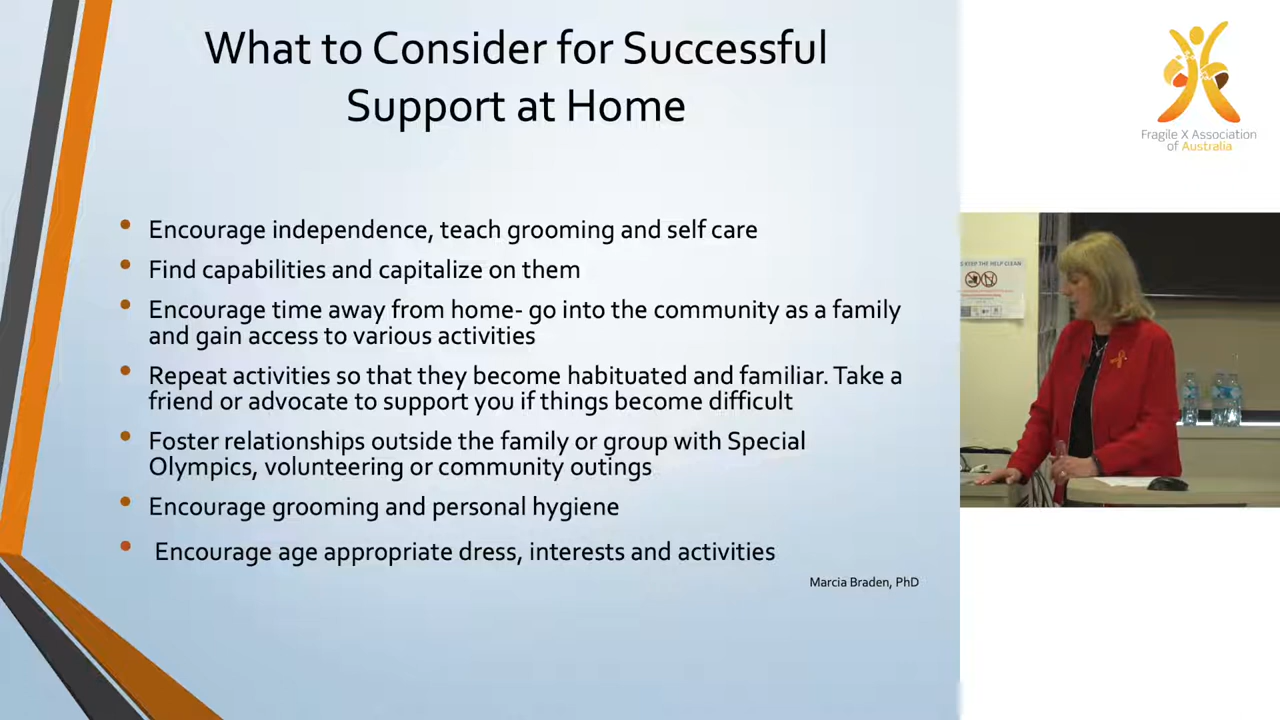 What to Consider for Successful
Support at Home
• Encourage independence, teach grooming and self care
• Find capabilities and capitalize on them
• Encourage time away from home- go into the community as a family
and gain access to various activities
• Repeat activities so that they become habituated and familiar. Take a
friend or advocate to support you if things become difficult
• Foster relationships outside the family or group with Special
Olympics, volunteering or community outings
• Encourage grooming and personal hygiene
• Encourage age appropriate dress, interests and activities
Marcia Braden, PhD
Fragile X Association
of Australia
KEEP THE HELP CLEAN